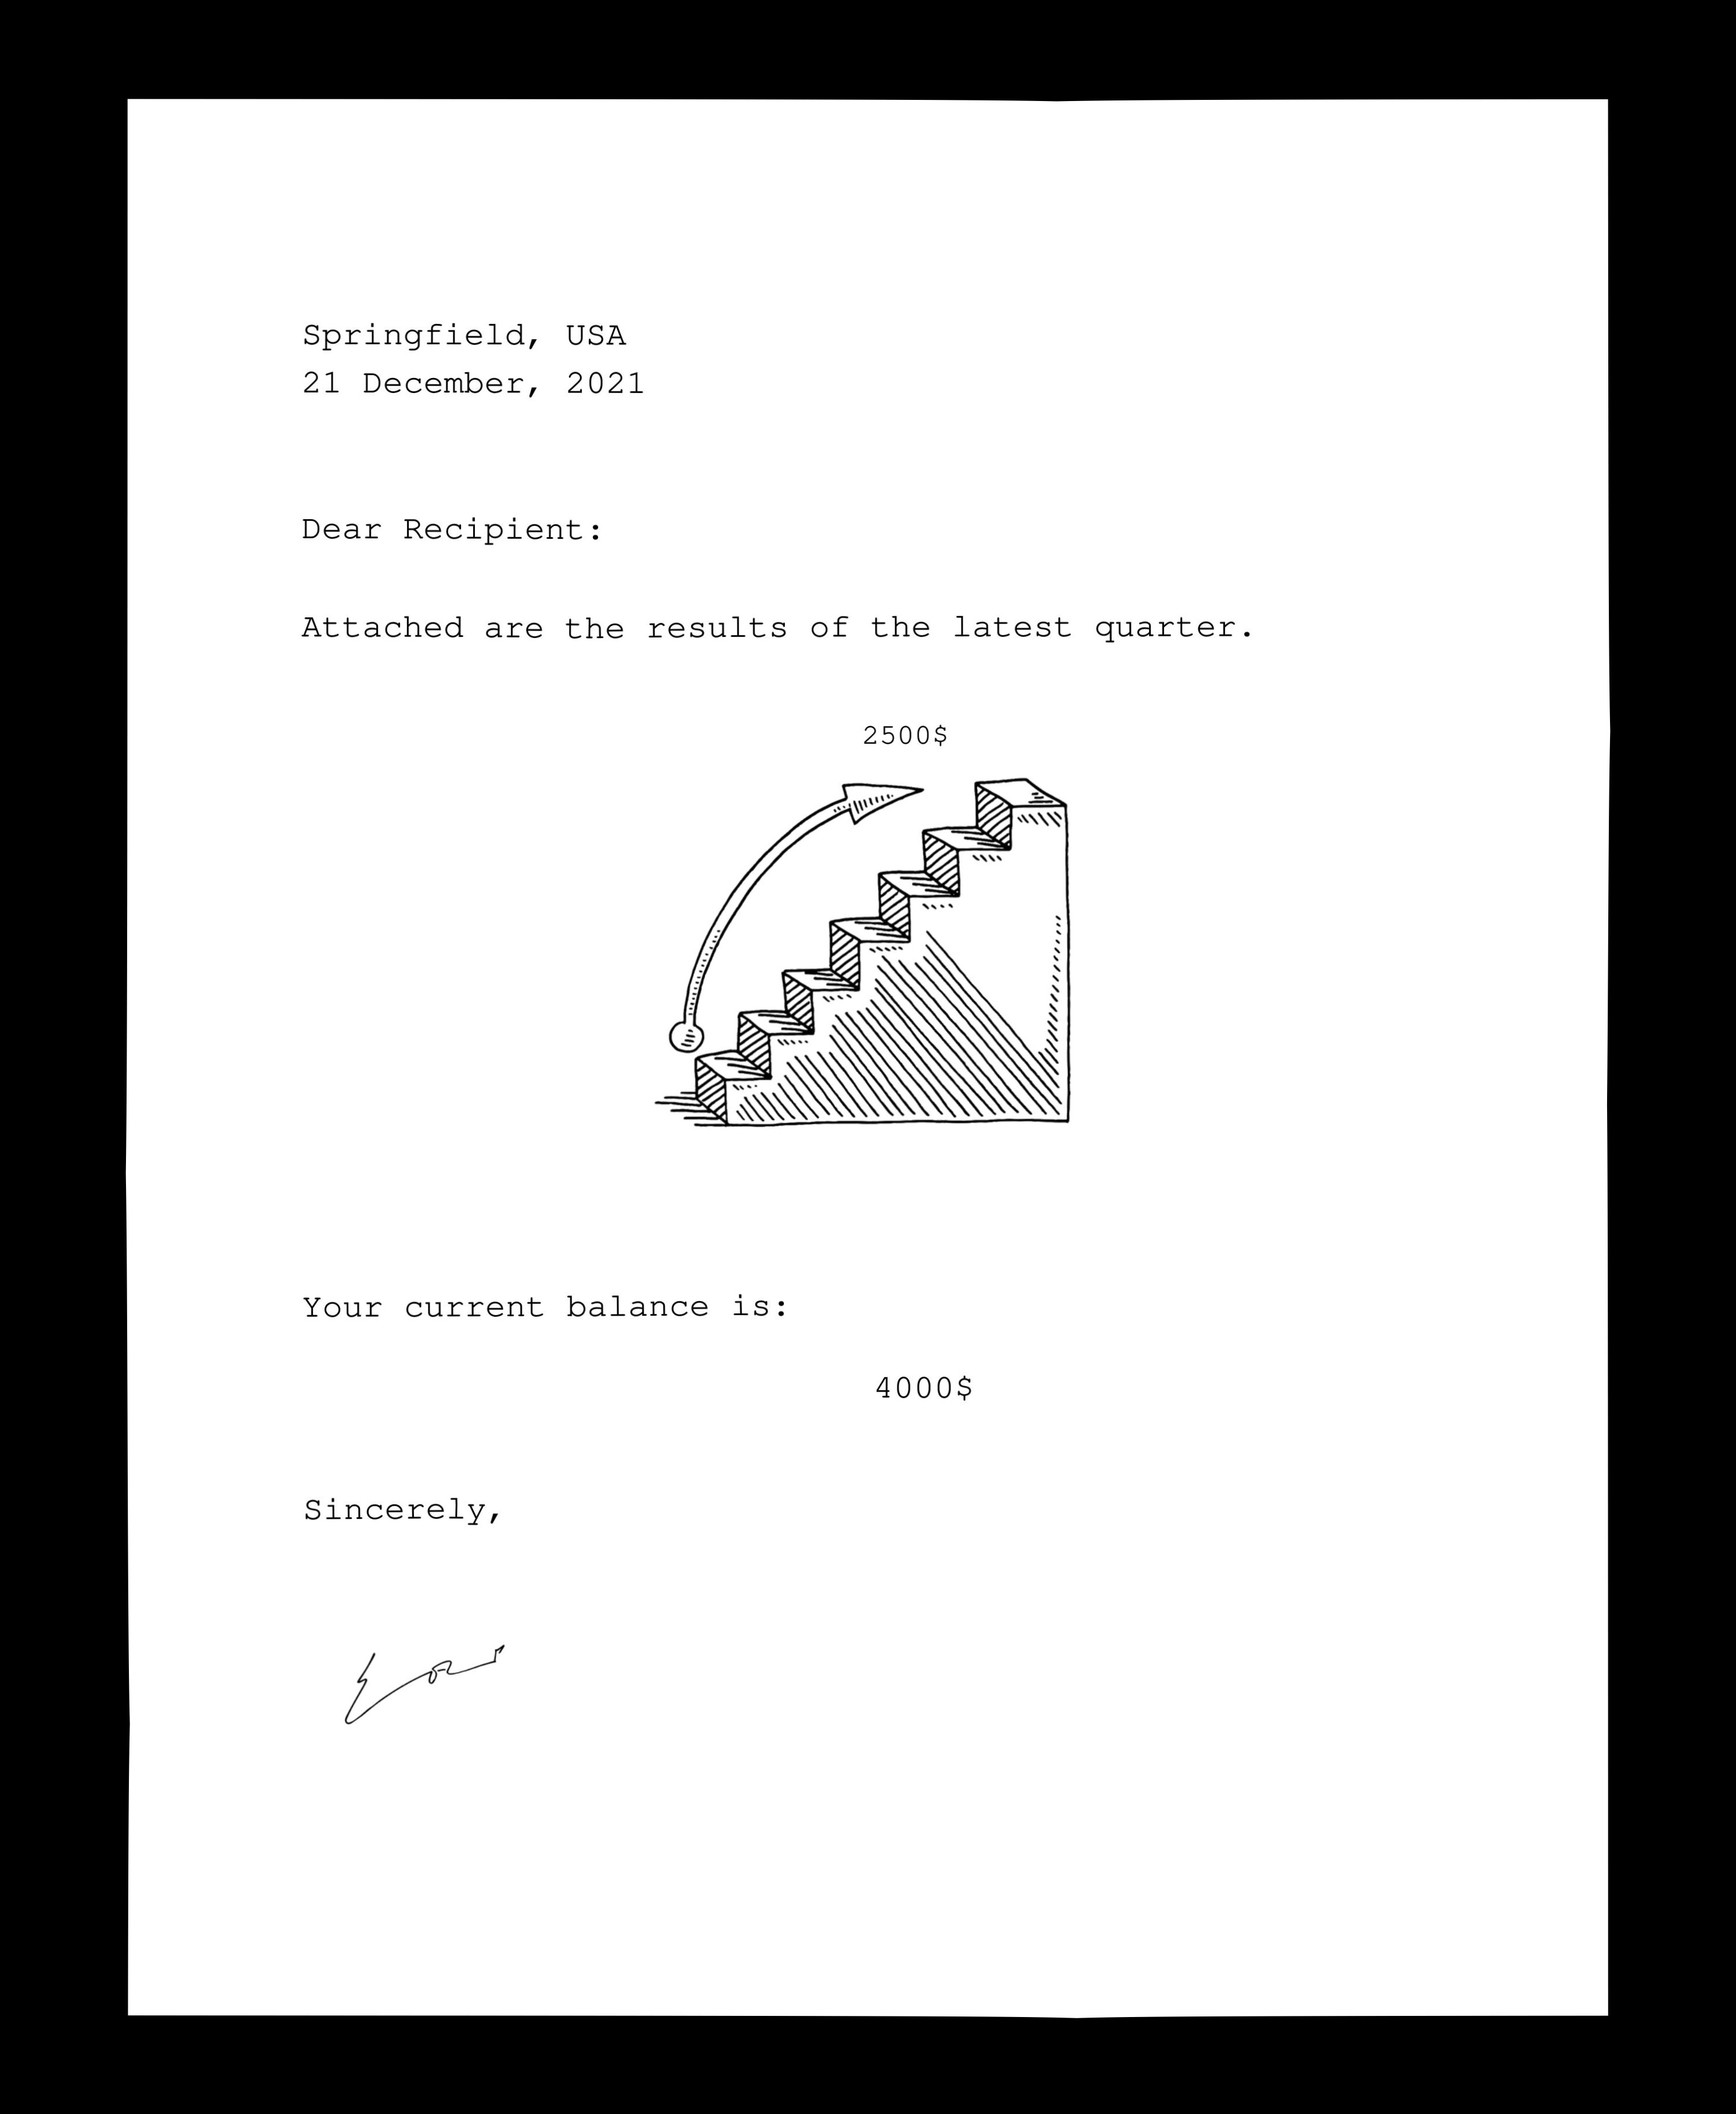 Springfield, USA
21 December, 2021
Dear Recipient:
Attached are the results of the latest quarter.
2500$
Your current balance is:
4000$
Sincerely,